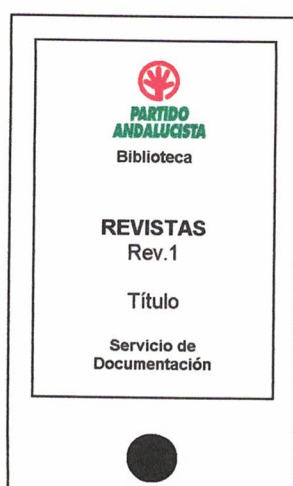 PARTIDO
ANDALUCISTA
Biblioteca
REVISTAS
Rev.1
Título
Servicio de
Documentación